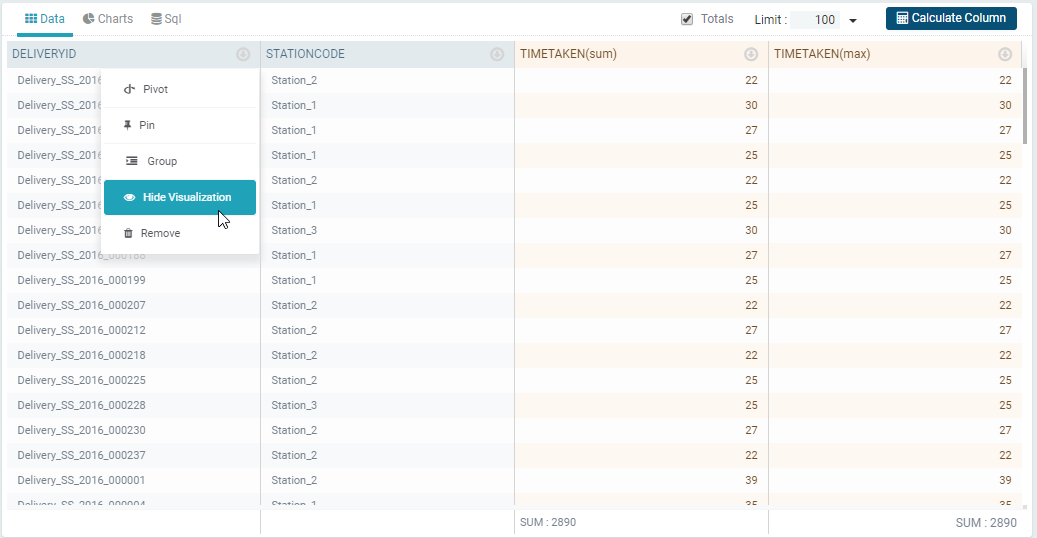 Data Charts Sql Totals Limit : 100 Calculate Column
DELIVERYID STATIONCODE TIMETAKEN(sum) TIMETAKEN(max)
Delivery_SS_2016 Station_2 22 22
Pivot
Delivery_SS_2016 Station_1 30 30
Delivery_SS_2016 Station_1 27 27
Pin
Delivery_SS_2016 Station_1 25 25
Group
Delivery_SS_2016 Station_2 22 22
Hide Visualization
Delivery_SS_2016 Station_1 25 25
Delivery_SS_2016 Station_3 30 30
Remove
Delivery_SS_2016_000188 Station_1 27 27
Delivery_SS_2016_000199 Station_1 25 25
Delivery_SS_2016_000207 Station_2 22 22
Delivery_SS_2016_000212 Station_2 27 27
Delivery_SS_2016_000218 Station_2 22 22
Delivery_SS_2016_000225 Station_2 25 25
Delivery_SS_2016_000228 Station_3 25 25
Delivery_SS_2016_000230 Station_2 27 27
Delivery_SS_2016_000237 Station_2 22 22
Delivery_SS_2016_000001 Station_2 39 39
Delivery_SS_2016_000004 Station_1 35 35
SUM : 2890 SUM : 2890